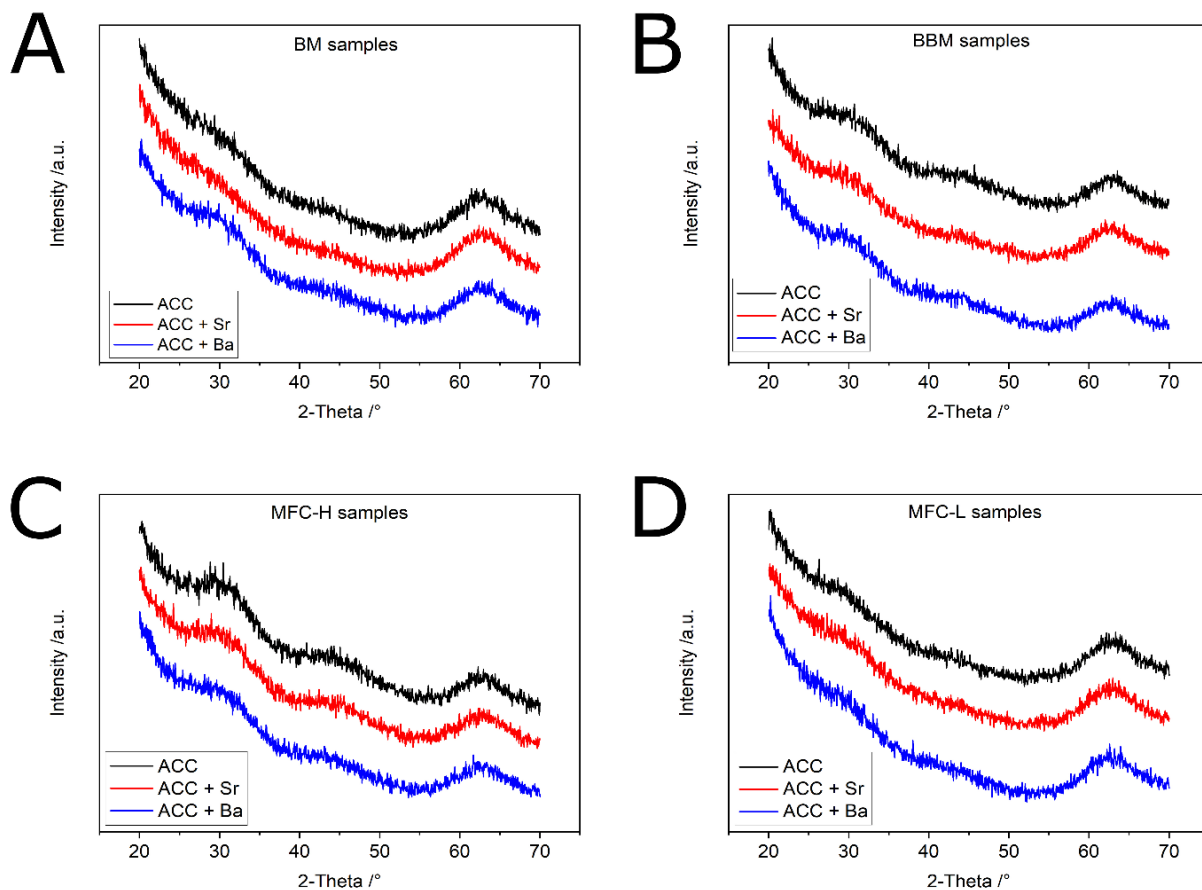 A
BM samples
Intensity /a.u.
ACC
ACC + Sr
ACC + Ba
20 30 40 50 60 70
2-Theta /°
B
BBM samples
Intensity /a.u.
ACC
ACC + Sr
ACC + Ba
20 30 40 50 60 70
2-Theta /°
C
MFC-H samples
Intensity /a.u.
ACC
ACC + Sr
ACC + Ba
20 30 40 50 60 70
2-Theta /°
D
MFC-L samples
Intensity /a.u.
ACC
ACC + Sr
ACC + Ba
20 30 40 50 60 70
2-Theta /°